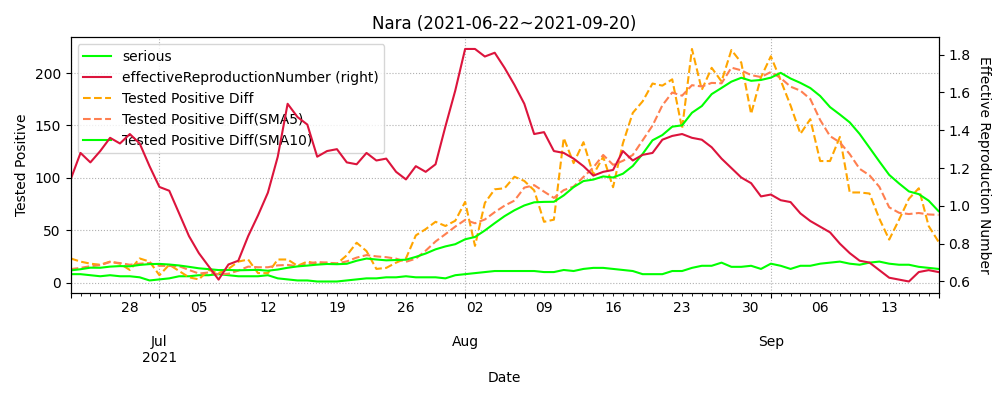 Nara (2021-06-22~2021-09-20)
serious
effectiveReproductionNumber (right)
Tested Positive Diff
Tested Positive Diff(SMA5)
Tested Positive Diff(SMA10)
Tested Positive
200
150
100
50
0
1.8
1.6
1.4
1.2
1.0
0.8
0.6
Effective Reproduction Number
28 05 12 19 26 02 09 16 23 30 06 13
Jul Aug Sep
2021
Date